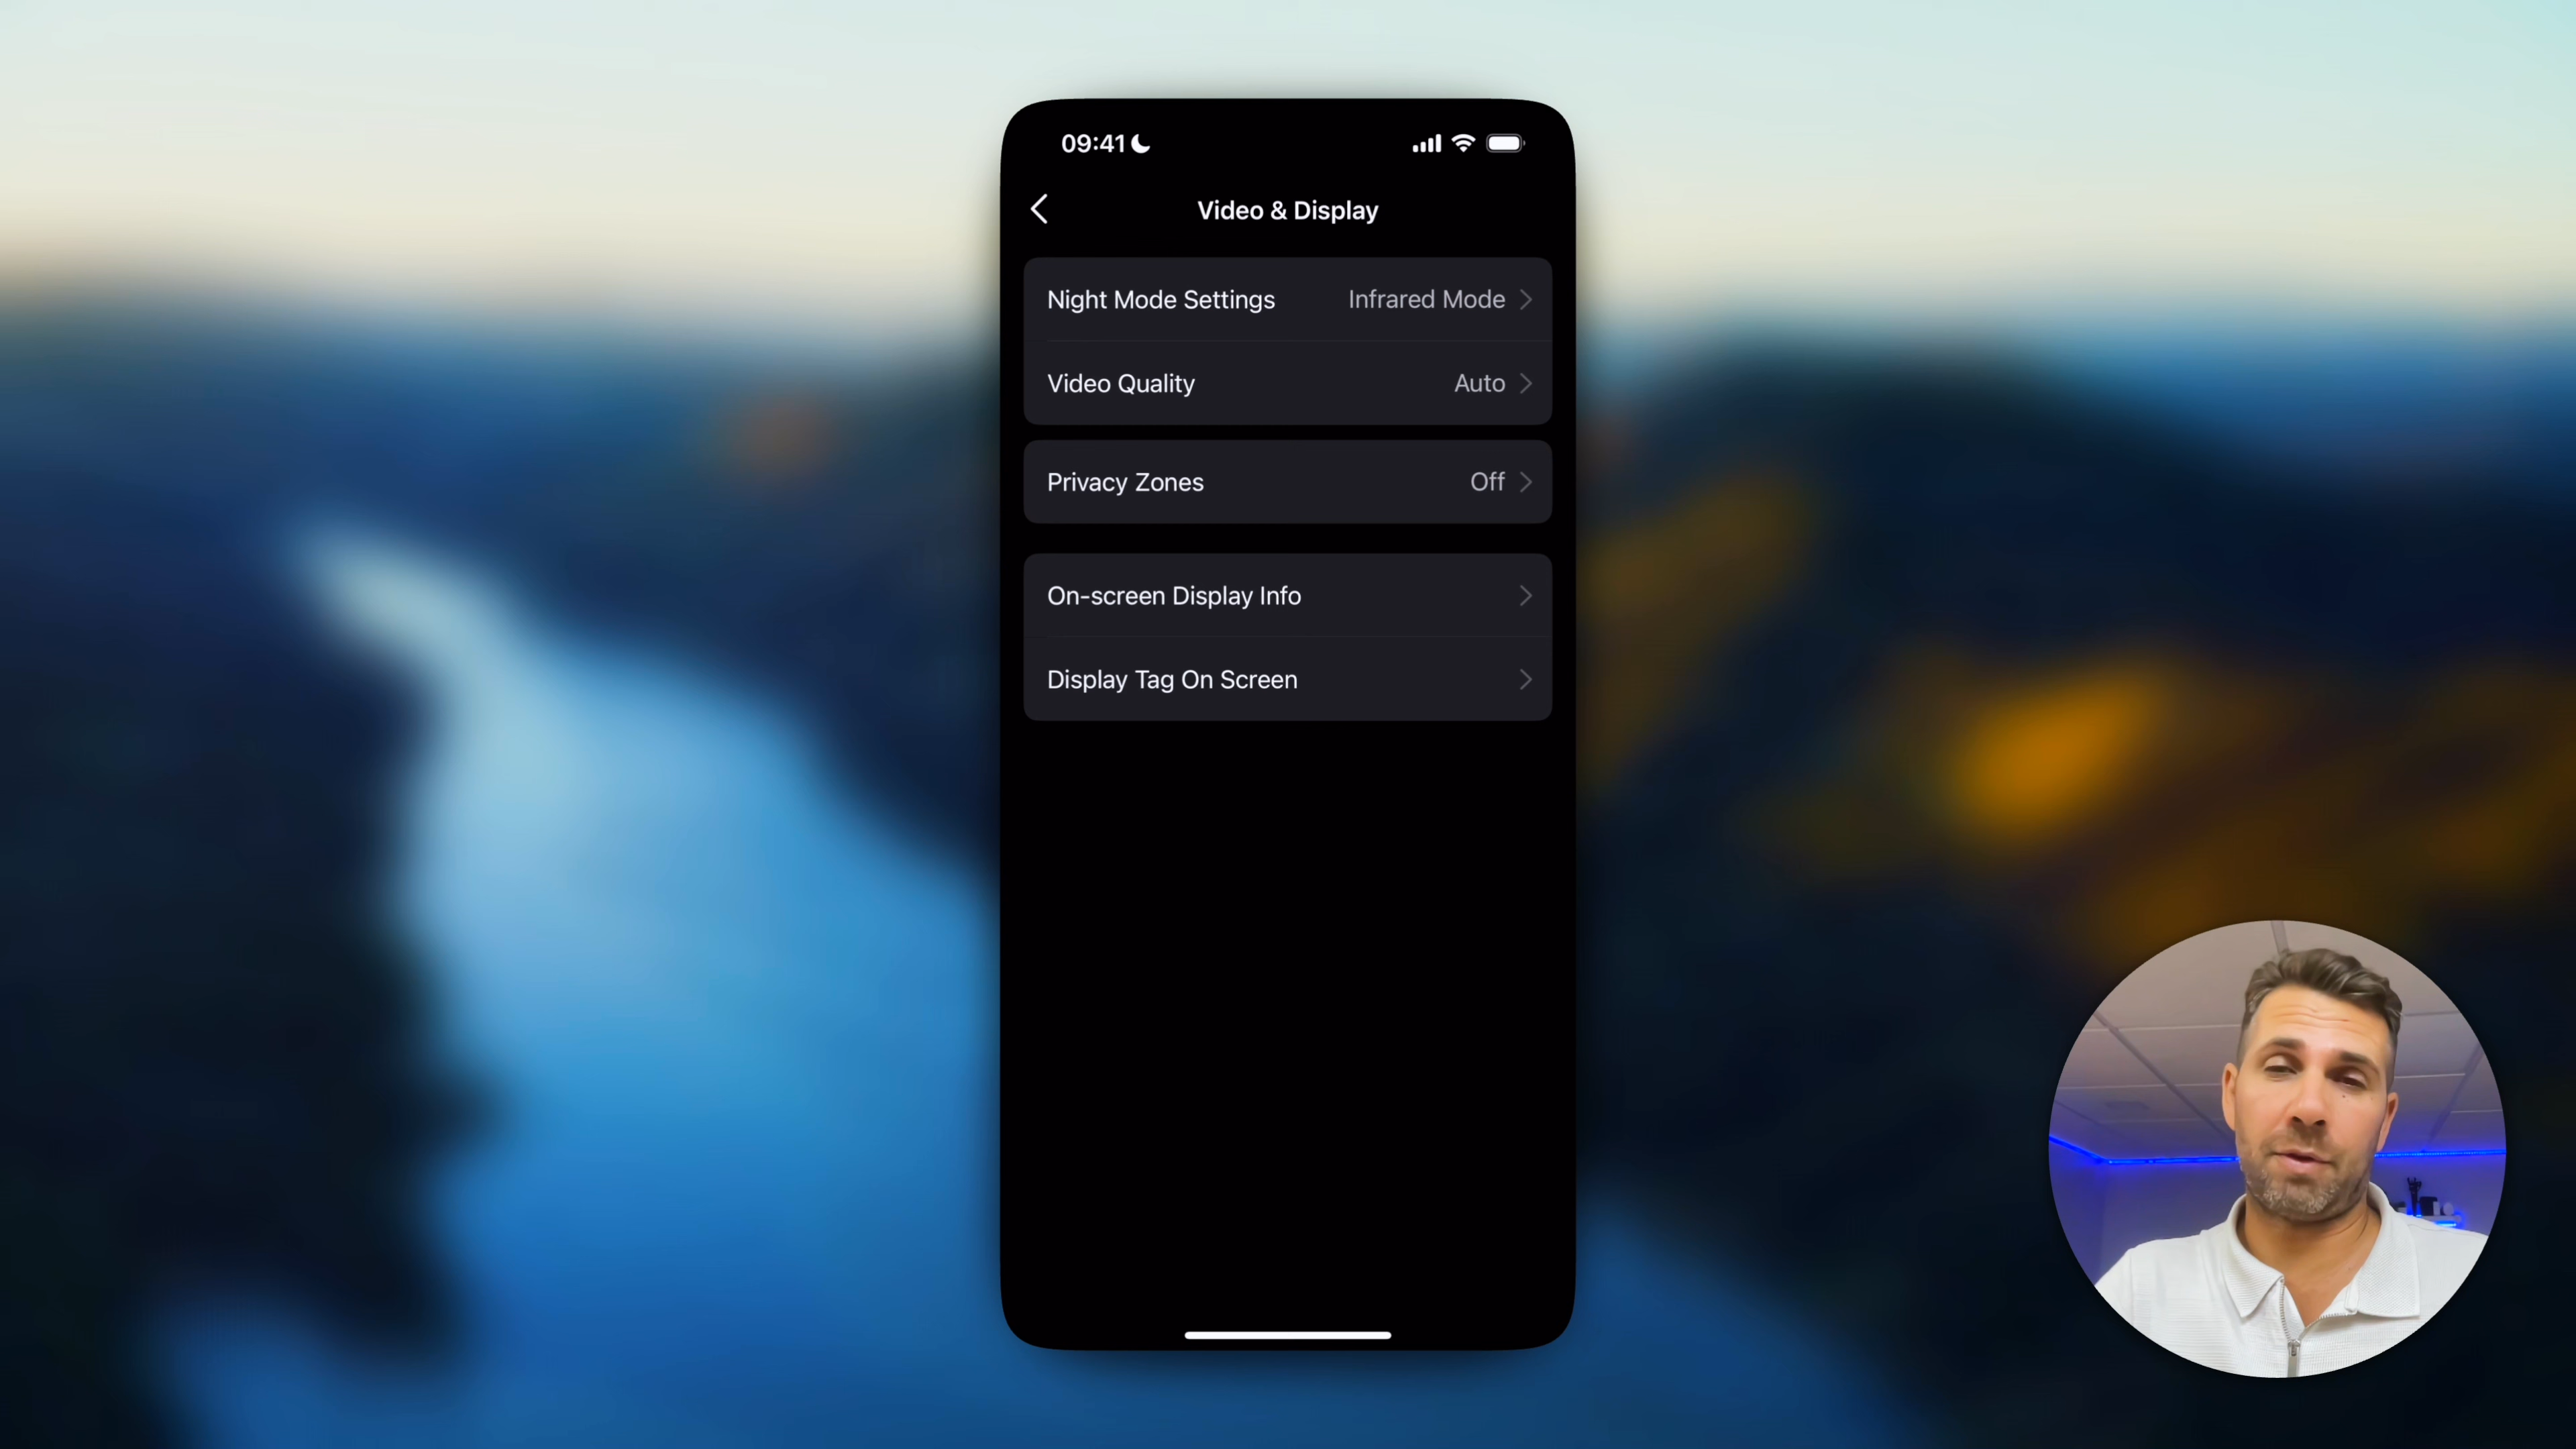 09:41
Video & Display
Night Mode Settings Infrared Mode
Video Quality Auto
Privacy Zones Off
On-screen Display Info
Display Tag On Screen